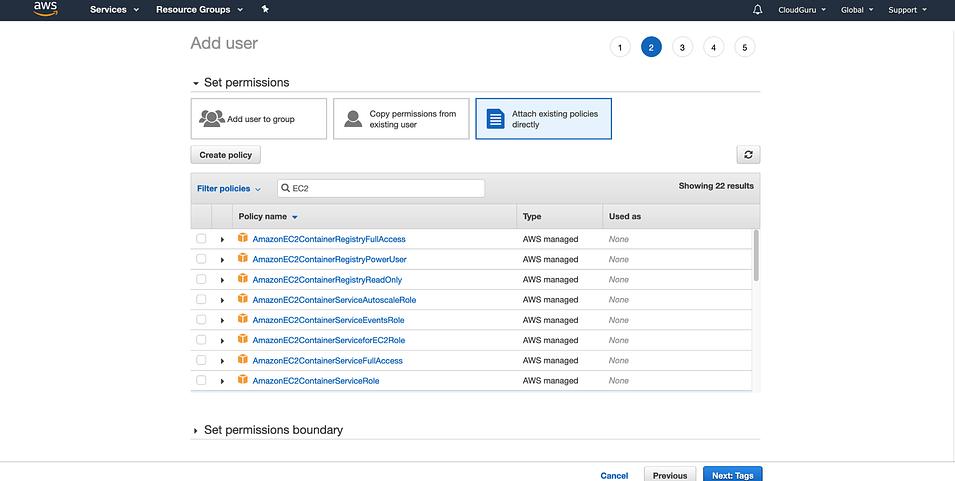 aws Services Resource Groups CloudGuru Global Support
Add user
1 2 3 4 5
Set permissions
Add user to group
Copy permissions from
existing user
Attach existing policies
directly
Create policy
Filter policies EC2 Showing 22 results
Policy name Type Used as
AmazonEC2ContainerRegistryFullAccess AWS managed None
AmazonEC2ContainerRegistryPowerUser AWS managed None
AmazonEC2ContainerRegistryReadOnly AWS managed None
AmazonEC2ContainerServiceAutoscaleRole AWS managed None
AmazonEC2ContainerServiceEventsRole AWS managed None
AmazonEC2ContainerServiceforEC2Role AWS managed None
AmazonEC2ContainerServiceFullAccess AWS managed None
AmazonEC2ContainerServiceRole AWS managed None
Set permissions boundary
Cancel Previous Next: Tags